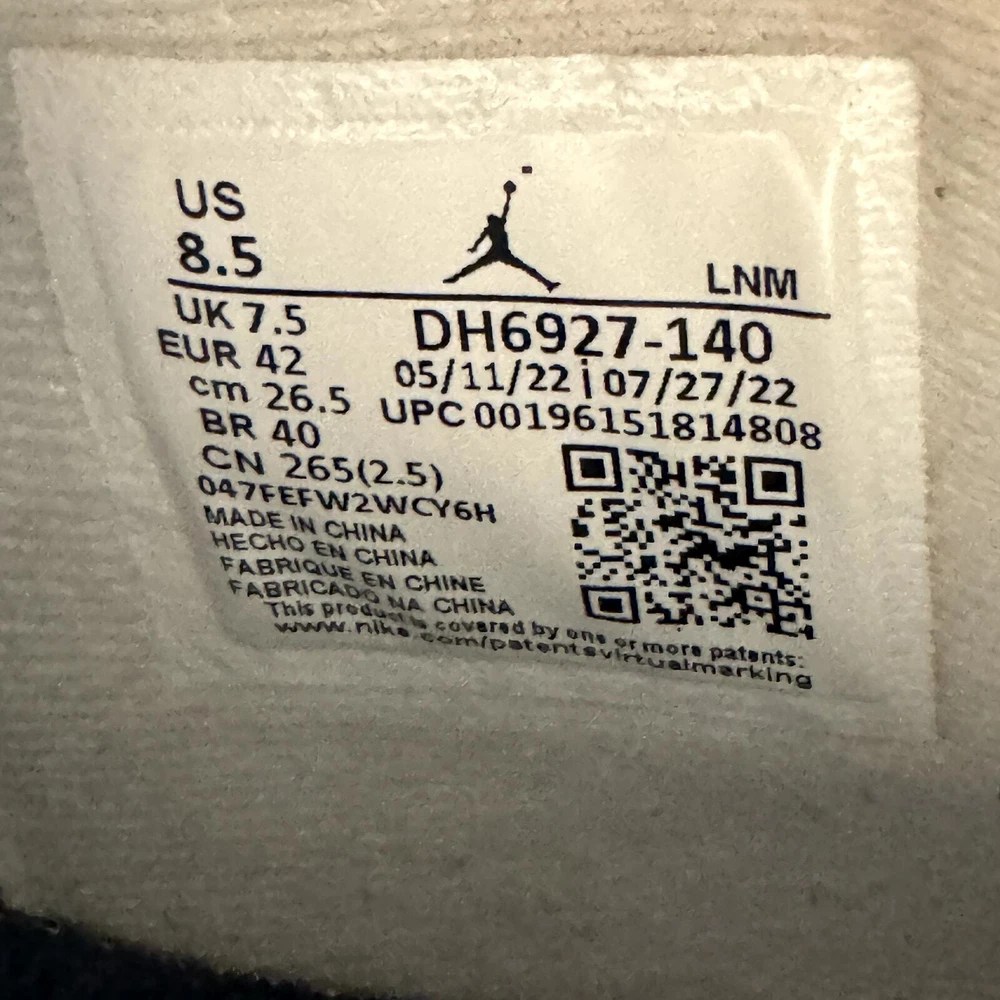 US
8.5
LNM
UK 7.5
EUR 42
cm 26.5
BR 40
CN 265(2.5)
DH6927-140
05/11/22 | 07/27/22
UPC 00196151814808
047FEFW2WCY6H
MADE IN CHINA
HECHO EN CHINA
FABRIQUE EN CHINE
FABRICADO NA CHINA
This product is covered by one or more patents:
www.nike.com/patentsvirtualmarking